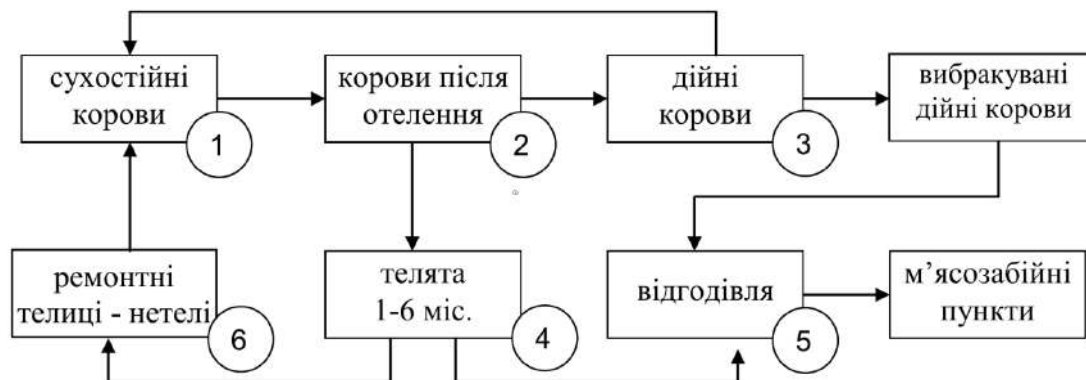 сухостійні
корови
1
корови після
отелення
2
дійні
корови
3
вибракувані
дійні корови
ремонтні
телиці - нетелі
6
телята
1-6 міс.
4
відгодівля
5
м’ясозабійні
пункти